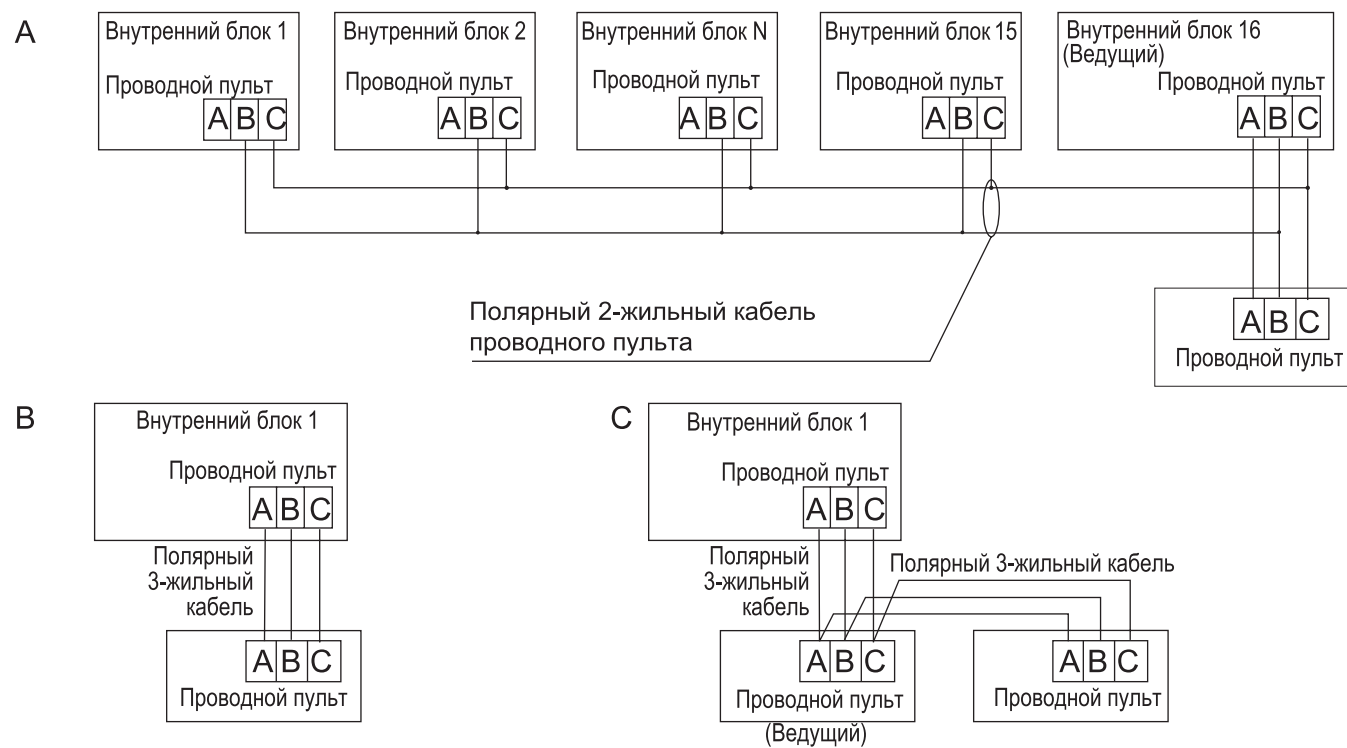 A
Внутренний блок 1
Проводной пульт
A B C
Внутренний блок 2
Проводной пульт
A B C
Внутренний блок N
Проводной пульт
A B C
Внутренний блок 15
Проводной пульт
A B C
Внутренний блок 16
(Ведущий)
Проводной пульт
A B C
Полярный 2-жильный кабель
проводного пульта
A B C
Проводной пульт
B
Внутренний блок 1
Проводной пульт
A B C
Полярный
3-жильный
кабель
A B C
Проводной пульт
C
Внутренний блок 1
Проводной пульт
A B C
Полярный
3-жильный
кабель
Полярный 3-жильный кабель
A B C
Проводной пульт
(Ведущий)
A B C
Проводной пульт